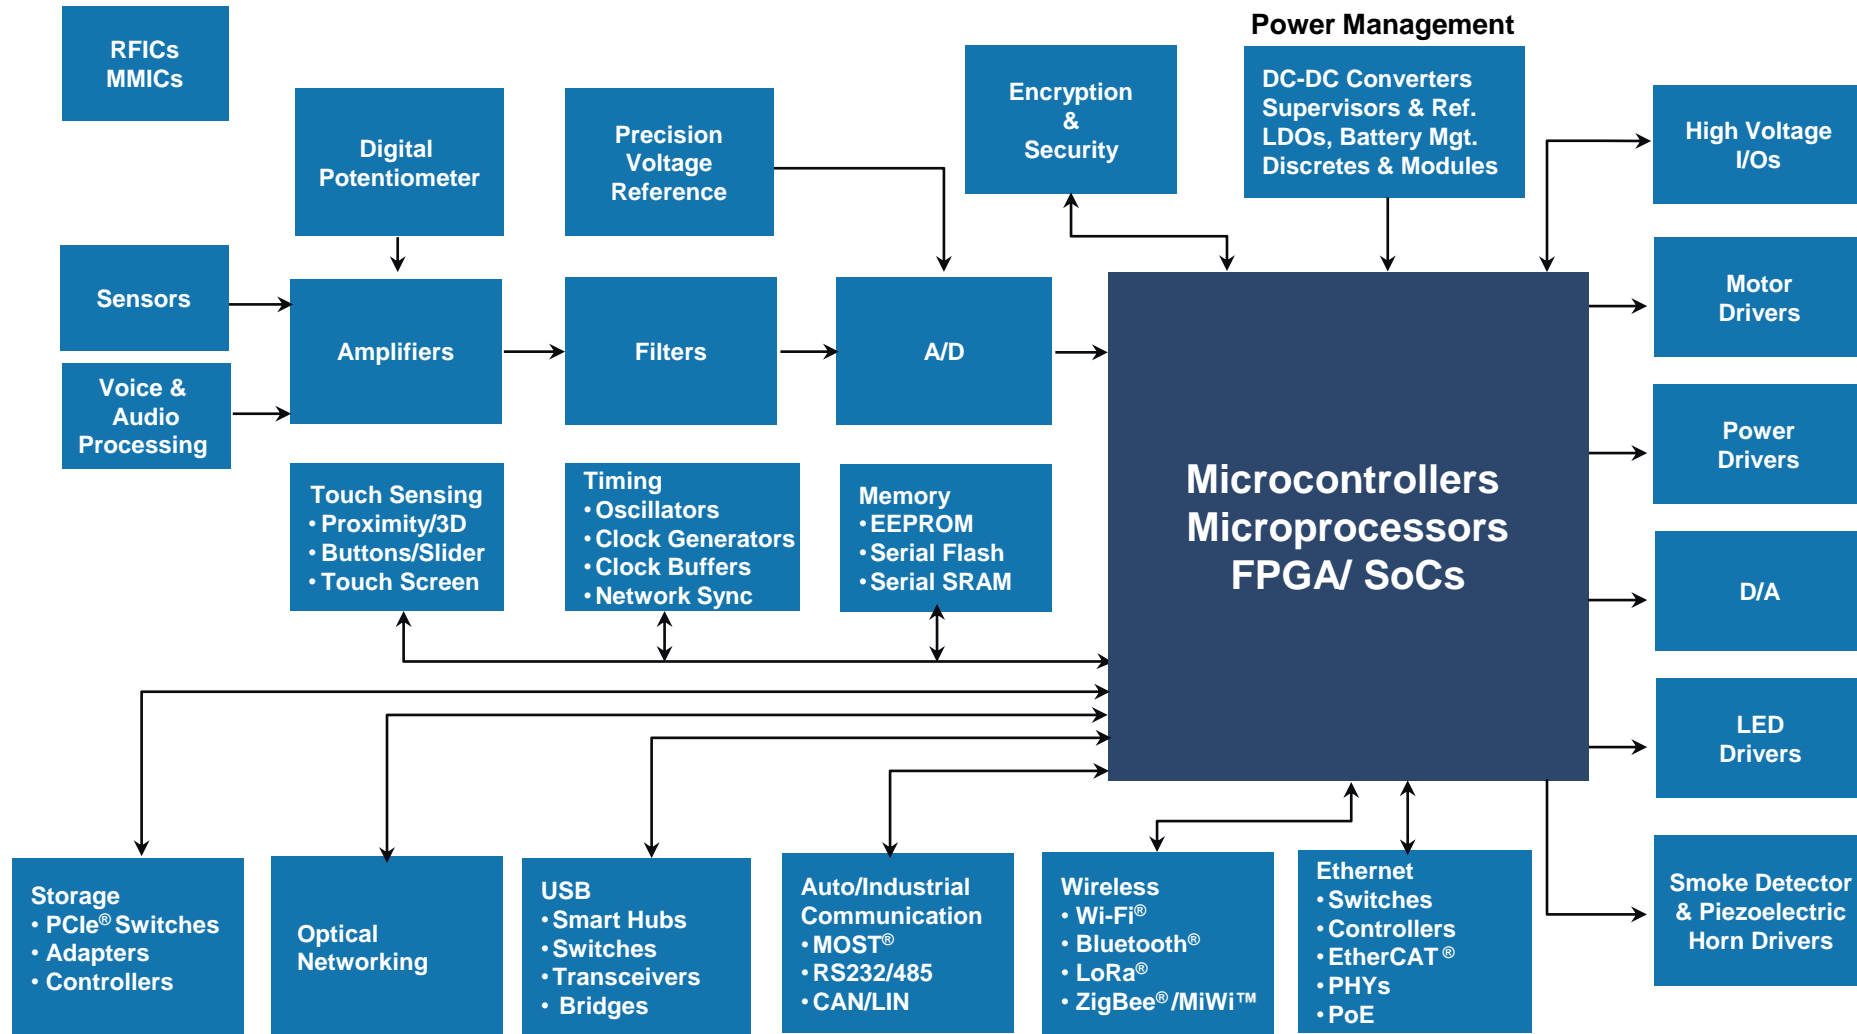 Power Management
RFICs
MMICs
Digital
Potentiometer
Precision
Voltage
Reference
Encryption
&
Security
DC-DC Converters
Supervisors & Ref.
LDOs, Battery Mgt.
Discretes & Modules
High Voltage
I/Os
Sensors
Amplifiers
Filters
A/D
Motor
Drivers
Voice &
Audio
Processing
Power
Drivers
Touch Sensing
• Proximity/3D
• Buttons/Slider
• Touch Screen
Timing
• Oscillators
• Clock Generators
• Clock Buffers
• Network Sync
Memory
• EEPROM
• Serial Flash
• Serial SRAM
Microcontrollers
Microprocessors
FPGA/ SoCs
D/A
LED
Drivers
Storage
• PCIe® Switches
• Adapters
• Controllers
Optical
Networking
USB
• Smart Hubs
• Switches
• Transceivers
• Bridges
Auto/Industrial
Communication
• MOST®
• RS232/485
• CAN/LIN
Wireless
• Wi-Fi®
• Bluetooth®
• LoRa®
• ZigBee® /MiWi™
Ethernet
• Switches
• Controllers
• EtherCAT ®
• PHYs
• PoE
Smoke Detector
& Piezoelectric
Horn Drivers